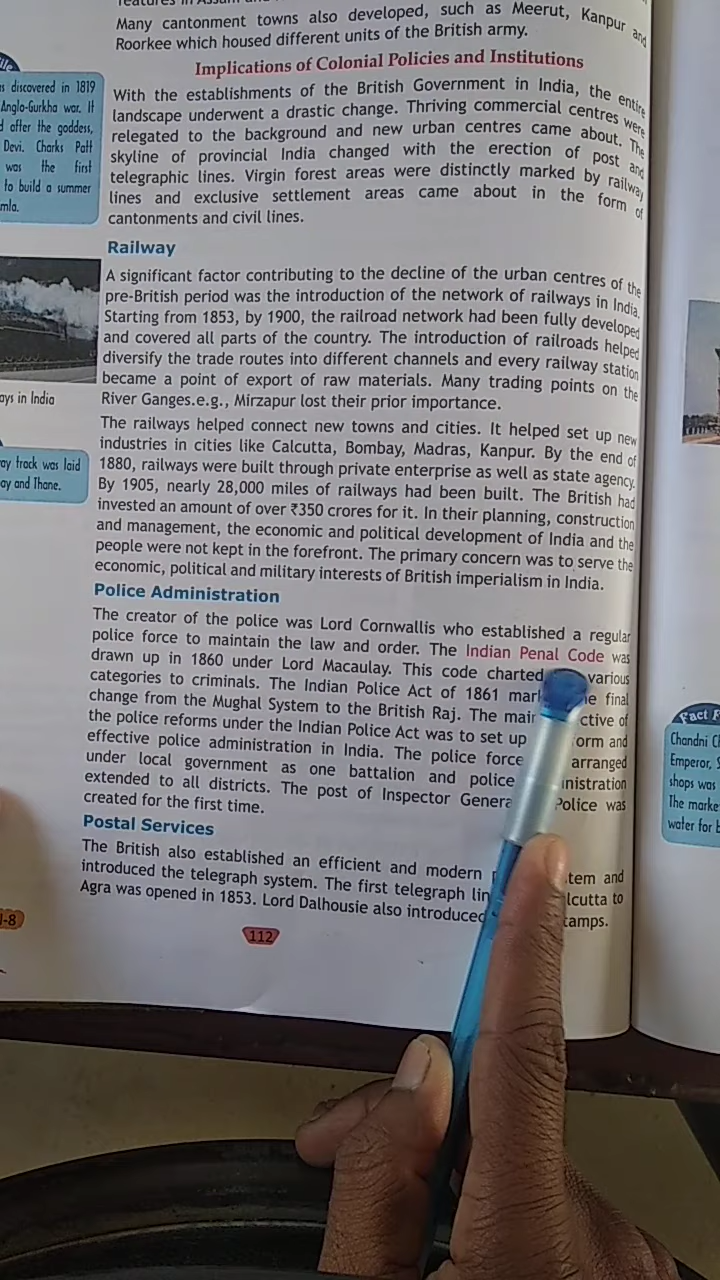 Many cantonment towns also developed, such as Meerut, Kanpur and
Roorkee which housed different units of the British army.
Implications of Colonial Policies and Institutions
With the establishments of the British Government in India, the entire
landscape underwent a drastic change. Thriving commercial centres were
relegated to the background and new urban centres came about. The
skyline of provincial India changed with the erection of post and
telegraphic lines. Virgin forest areas were distinctly marked by railway
lines and exclusive settlement areas came about in the form of
cantonments and civil lines.
Railway
A significant factor contributing to the decline of the urban centres of the
pre-British period was the introduction of the network of railways in India.
Starting from 1853, by 1900, the railroad network had been fully developed
and covered all parts of the country. The introduction of railroads helped
diversify the trade routes into different channels and every railway station
became a point of export of raw materials. Many trading points on the
River Ganges.e.g., Mirzapur lost their prior importance.
The railways helped connect new towns and cities. It helped set up new
industries in cities like Calcutta, Bombay, Madras, Kanpur. By the end of
1880, railways were built through private enterprise as well as state agency.
By 1905, nearly 28,000 miles of railways had been built. The British had
invested an amount of over ₹350 crores for it. In their planning, construction
and management, the economic and political development of India and the
people were not kept in the forefront. The primary concern was to serve the
economic, political and military interests of British imperialism in India.
Police Administration
The creator of the police was Lord Cornwallis who established a regular
police force to maintain the law and order. The Indian Penal Code was
drawn up in 1860 under Lord Macaulay. This code charted various
categories to criminals. The Indian Police Act of 1861 final
change from the Mughal System to the British Raj. The of
the police reforms under the Indian Police Act was to set up and
effective police administration in India. The police force arranged
under local government as one battalion and police
extended to all districts. The post of Inspector Police was
created for the first time.
Postal Services
The British also established an efficient and modern and
introduced the telegraph system. The first telegraph to
Agra was opened in 1853. Lord Dalhousie also introduced
112
discovered in 1819
Anglo-Gurkha war. It
after the goddess,
Devi. Charks Patt
was the first
to build a summer
in India
track was laid
and Thane.
-8
Fact
Chandni
Emperor,
shops was
The
water for